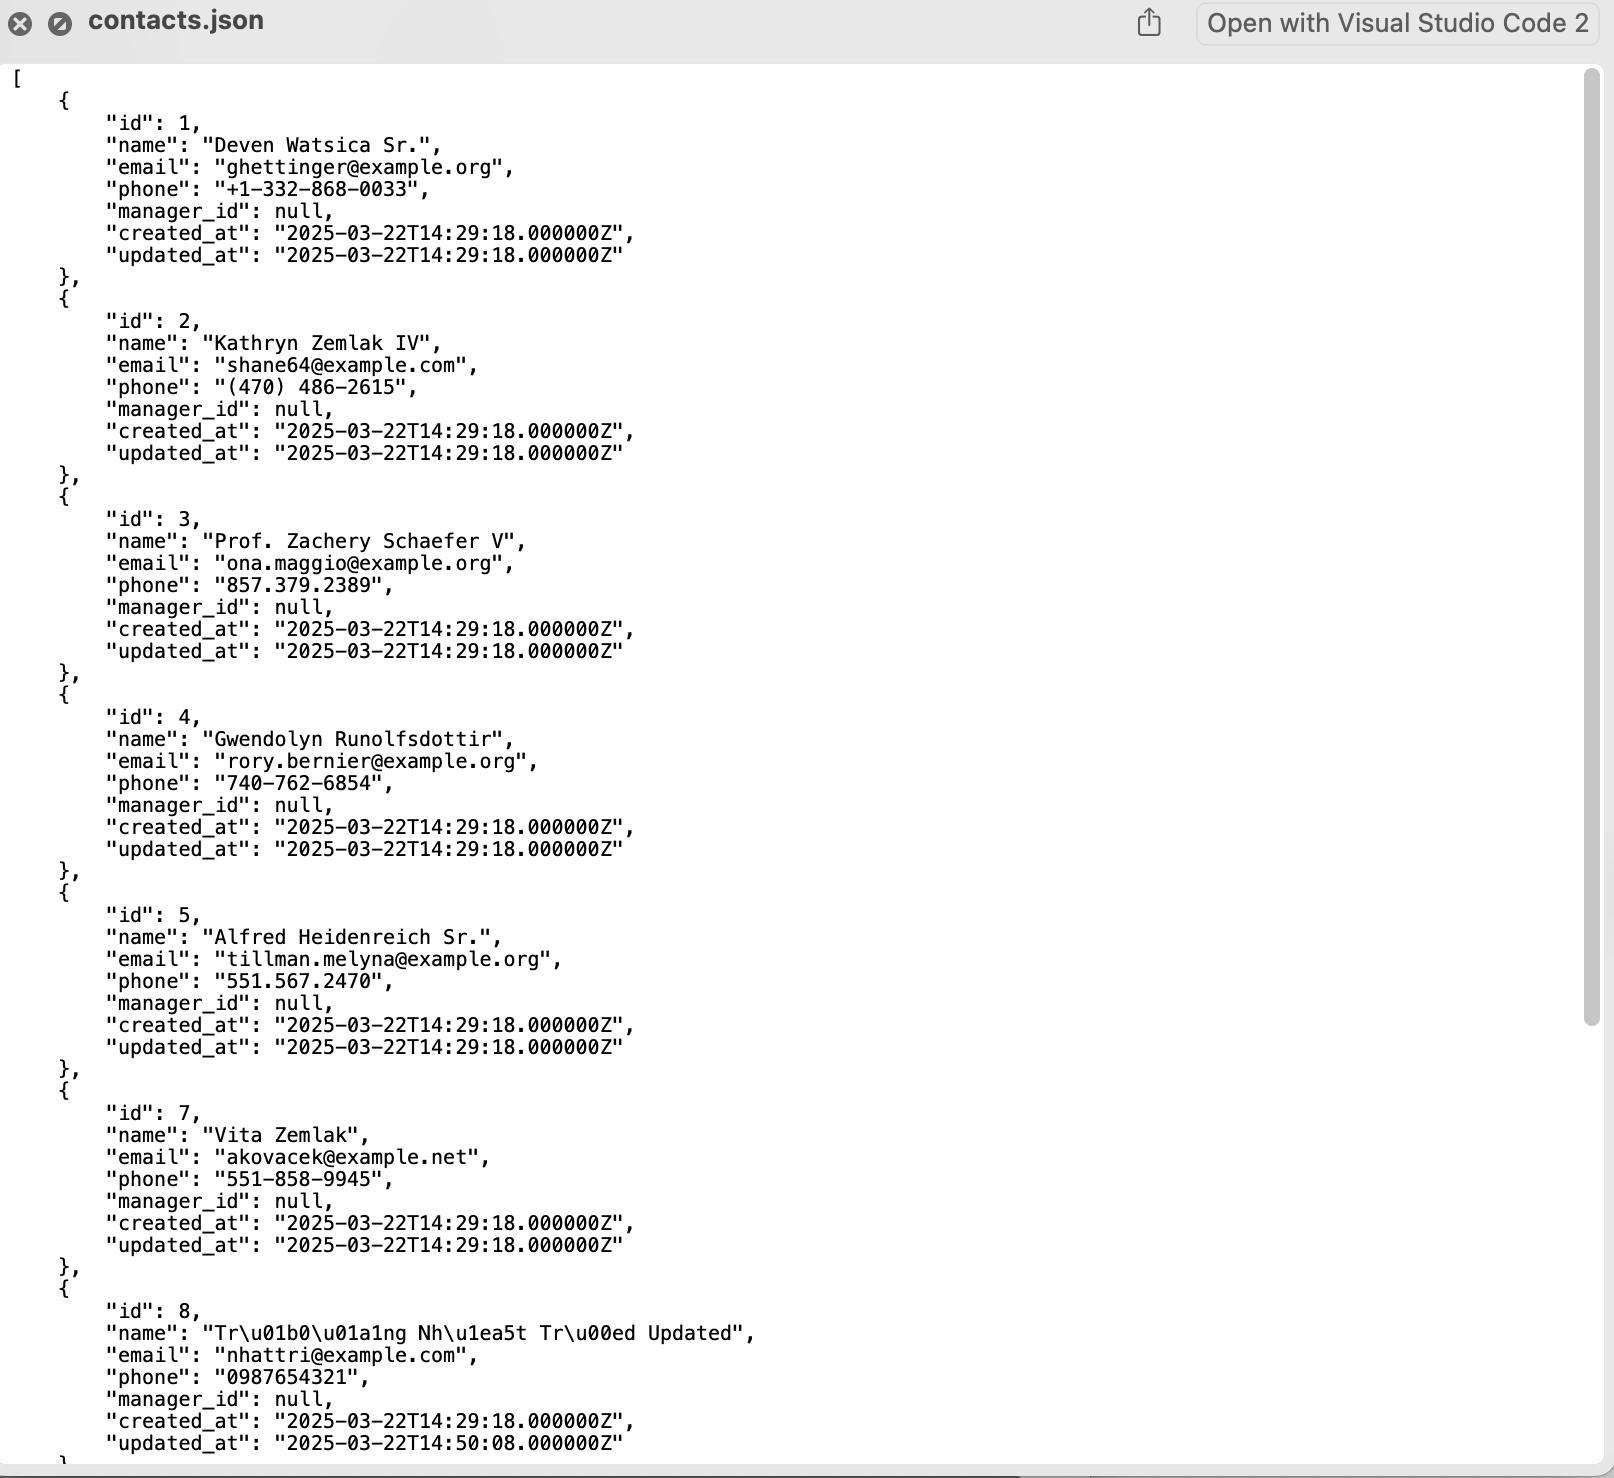 contacts.json
Open with Visual Studio Code 2
[
    {
        "id": 1,
        "name": "Deven Watsica Sr.",
        "email": "ghettinger@example.org",
        "phone": "+1-332-868-0033",
        "manager_id": null,
        "created_at": "2025-03-22T14:29:18.000000Z",
        "updated_at": "2025-03-22T14:29:18.000000Z"
    },
    {
        "id": 2,
        "name": "Kathryn Zemlak IV",
        "email": "shane64@example.com",
        "phone": "(470) 486-2615",
        "manager_id": null,
        "created_at": "2025-03-22T14:29:18.000000Z",
        "updated_at": "2025-03-22T14:29:18.000000Z"
    },
    {
        "id": 3,
        "name": "Prof. Zachery Schaefer V",
        "email": "ona.maggio@example.org",
        "phone": "857.379.2389",
        "manager_id": null,
        "created_at": "2025-03-22T14:29:18.000000Z",
        "updated_at": "2025-03-22T14:29:18.000000Z"
    },
    {
        "id": 4,
        "name": "Gwendolyn Runolfsdottir",
        "email": "rory.bernier@example.org",
        "phone": "740-762-6854",
        "manager_id": null,
        "created_at": "2025-03-22T14:29:18.000000Z",
        "updated_at": "2025-03-22T14:29:18.000000Z"
    },
    {
        "id": 5,
        "name": "Alfred Heidenreich Sr.",
        "email": "tillman.melyna@example.org",
        "phone": "551.567.2470",
        "manager_id": null,
        "created_at": "2025-03-22T14:29:18.000000Z",
        "updated_at": "2025-03-22T14:29:18.000000Z"
    },
    {
        "id": 7,
        "name": "Vita Zemlak",
        "email": "akovacek@example.net",
        "phone": "551-858-9945",
        "manager_id": null,
        "created_at": "2025-03-22T14:29:18.000000Z",
        "updated_at": "2025-03-22T14:29:18.000000Z"
    },
    {
        "id": 8,
        "name": "Tr\u01b0\u01a1ng Nh\u1ea5t Tr\u00ed Updated",
        "email": "nhattri@example.com",
        "phone": "0987654321",
        "manager_id": null,
        "created_at": "2025-03-22T14:29:18.000000Z",
        "updated_at": "2025-03-22T14:50:08.000000Z"